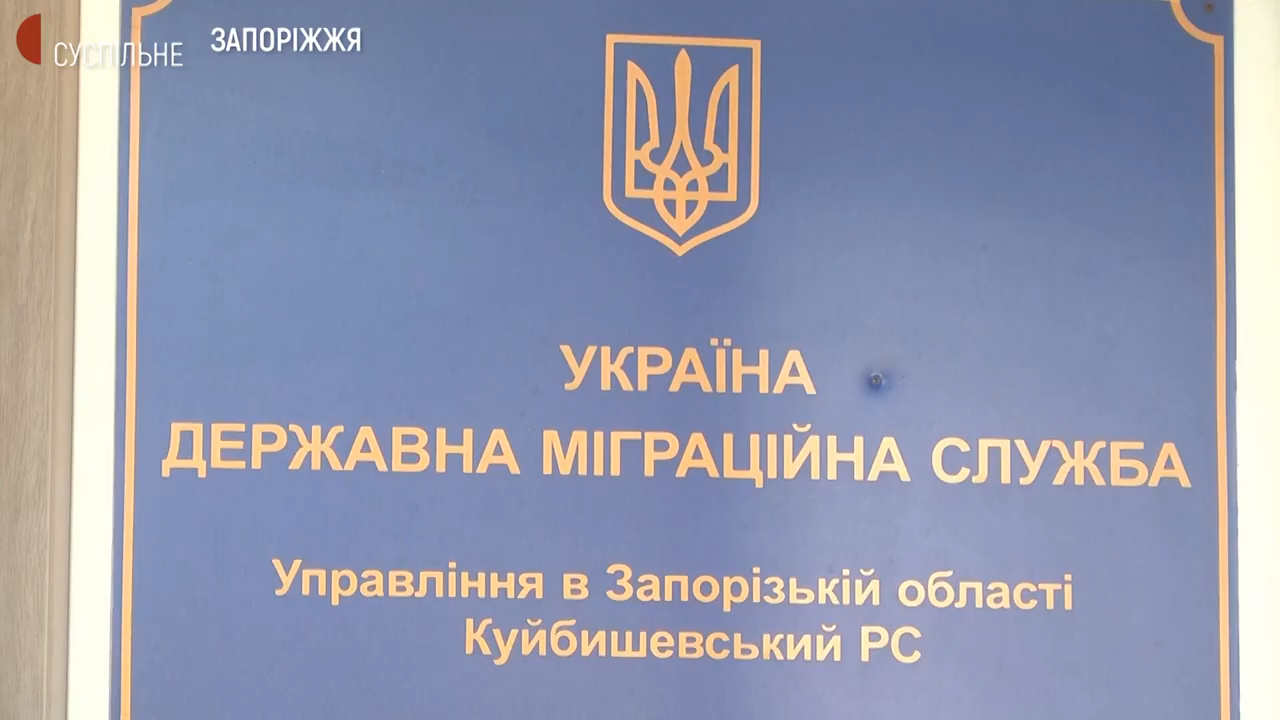 СУСПІЛЬНЕ ЗАПОРІЖЖЯ
УКРАЇНА
ДЕРЖАВНА МІГРАЦІЙНА СЛУЖБА
Управління в Запорізькій області
Куйбишевський РС